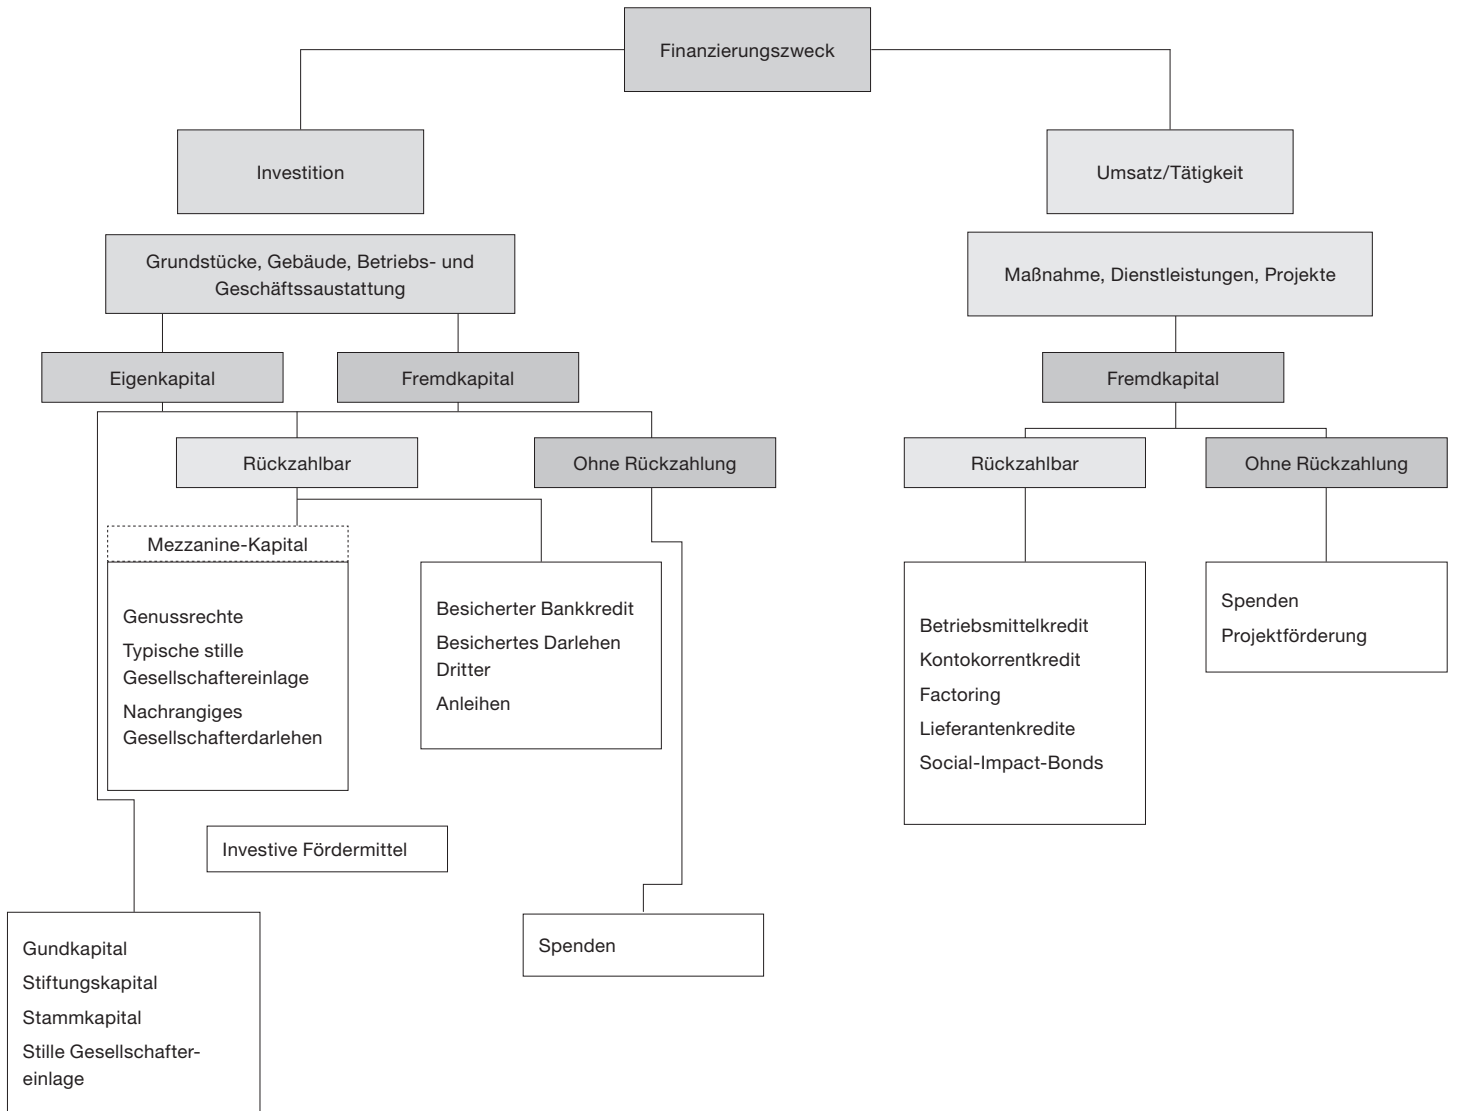 Finanzierungszweck
Investition
Umsatz/Tätigkeit
Grundstücke, Gebäude, Betriebs- und
Geschäftssaustattung
Maßnahme, Dienstleistungen, Projekte
Eigenkapital
Fremdkapital
Fremdkapital
Rückzahlbar
Ohne Rückzahlung
Rückzahlbar
Ohne Rückzahlung
Mezzanine-Kapital
Genussrechte
Typische stille
Gesellschaftereinlage
Nachrangiges
Gesellschafterdarlehen
Besicherter Bankkredit
Besichertes Darlehen
Dritter
Anleihen
Betriebsmittelkredit
Kontokorrentkredit
Factoring
Lieferantenkredite
Social-Impact-Bonds
Spenden
Projektförderung
Investive Fördermittel
Gundkapital
Stiftungskapital
Stammkapital
Stille Gesellschafter-
einlage
Spenden